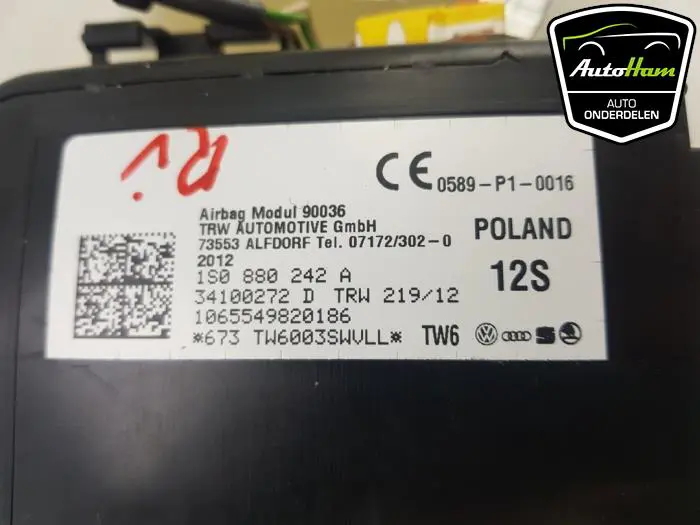 AutoHam
AUTO
ONDERDELEN
Ri
CE 0589-P1-0016
Airbag Modul 90036
TRW AUTOMOTIVE GmbH
73553 ALFDORF Tel. 07172/302-0
2012
POLAND
1S0 880 242 A
12S
34100272 D TRW 219/12
1065549820186
*673 TW6003SWVLL* TW6